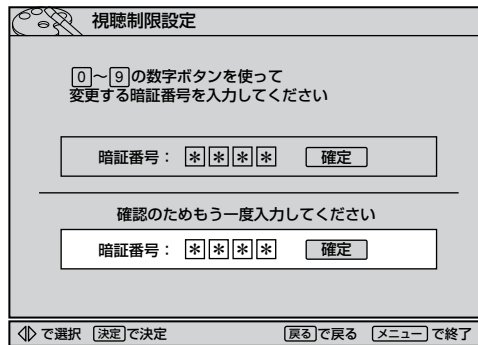 視聴制限設定
0～9の数字ボタンを使って
変更する暗証番号を入力してください
暗証番号： ＊＊＊＊ 確定
確認のためもう一度入力してください
暗証番号： ＊＊＊＊ 確定
で選択 決定で決定 戻るで戻る メニューで終了